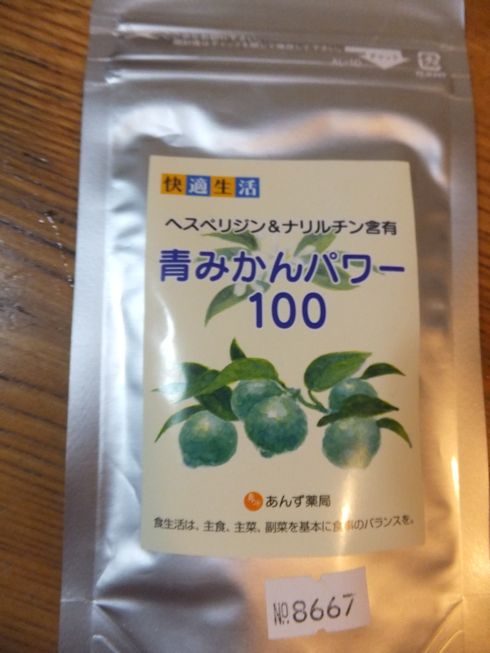 快適生活
ヘスペリジン&ナリルチン含有
青みかんパワー
100
あんず薬局
食生活は、主食、主菜、副菜を基本に食事のバランスを。
№8667